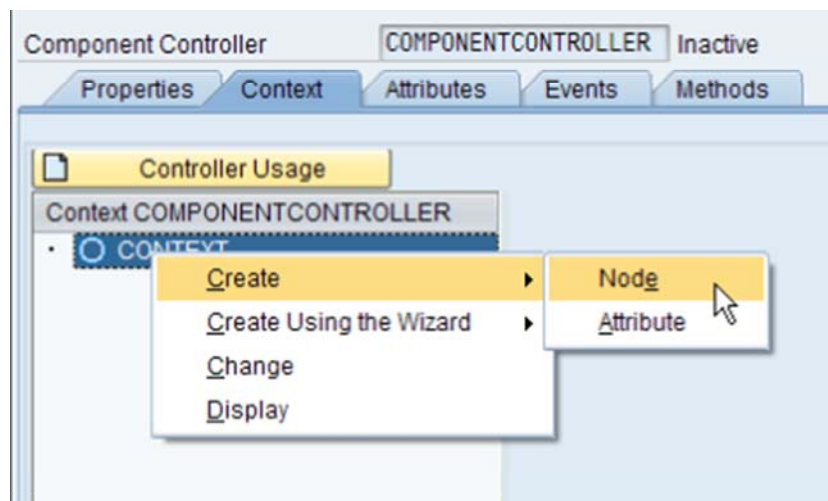 Component Controller COMPONENTCONTROLLER Inactive
Properties Context Attributes Events Methods
Controller Usage
Context COMPONENTCONTROLLER
CONTEXT
Create Node
Create Using the Wizard Attribute
Change
Display